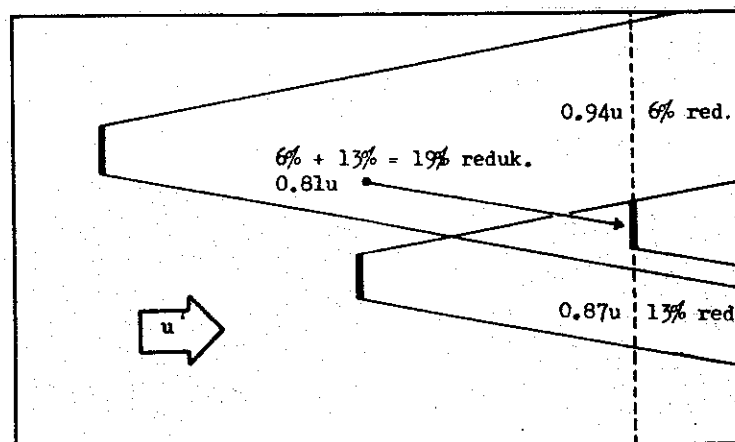 0.94u 6% red.
6% + 13% = 19% reduk.
0.81u
0.87u 13% red
u